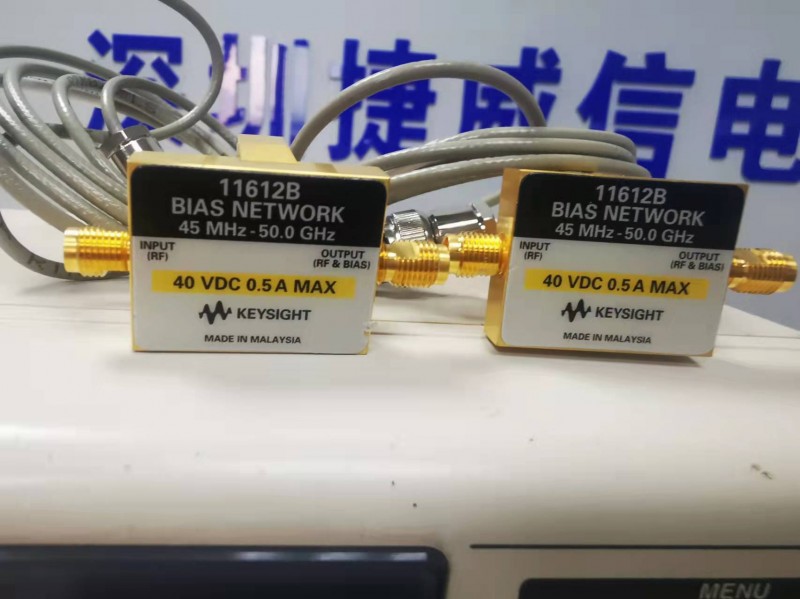 深圳捷威信电
11612B
BIAS NETWORK
45 MHz - 50.0 GHz
INPUT
(RF)
OUTPUT
(RF & BIAS)
40 VDC 0.5 A MAX
KEYSIGHT
MADE IN MALAYSIA
11612B
BIAS NETWORK
45 MHz - 50.0 GHz
INPUT
(RF)
OUTPUT
(RF & BIAS)
40 VDC 0.5 A MAX
KEYSIGHT
MADE IN MALAYSIA
MENU